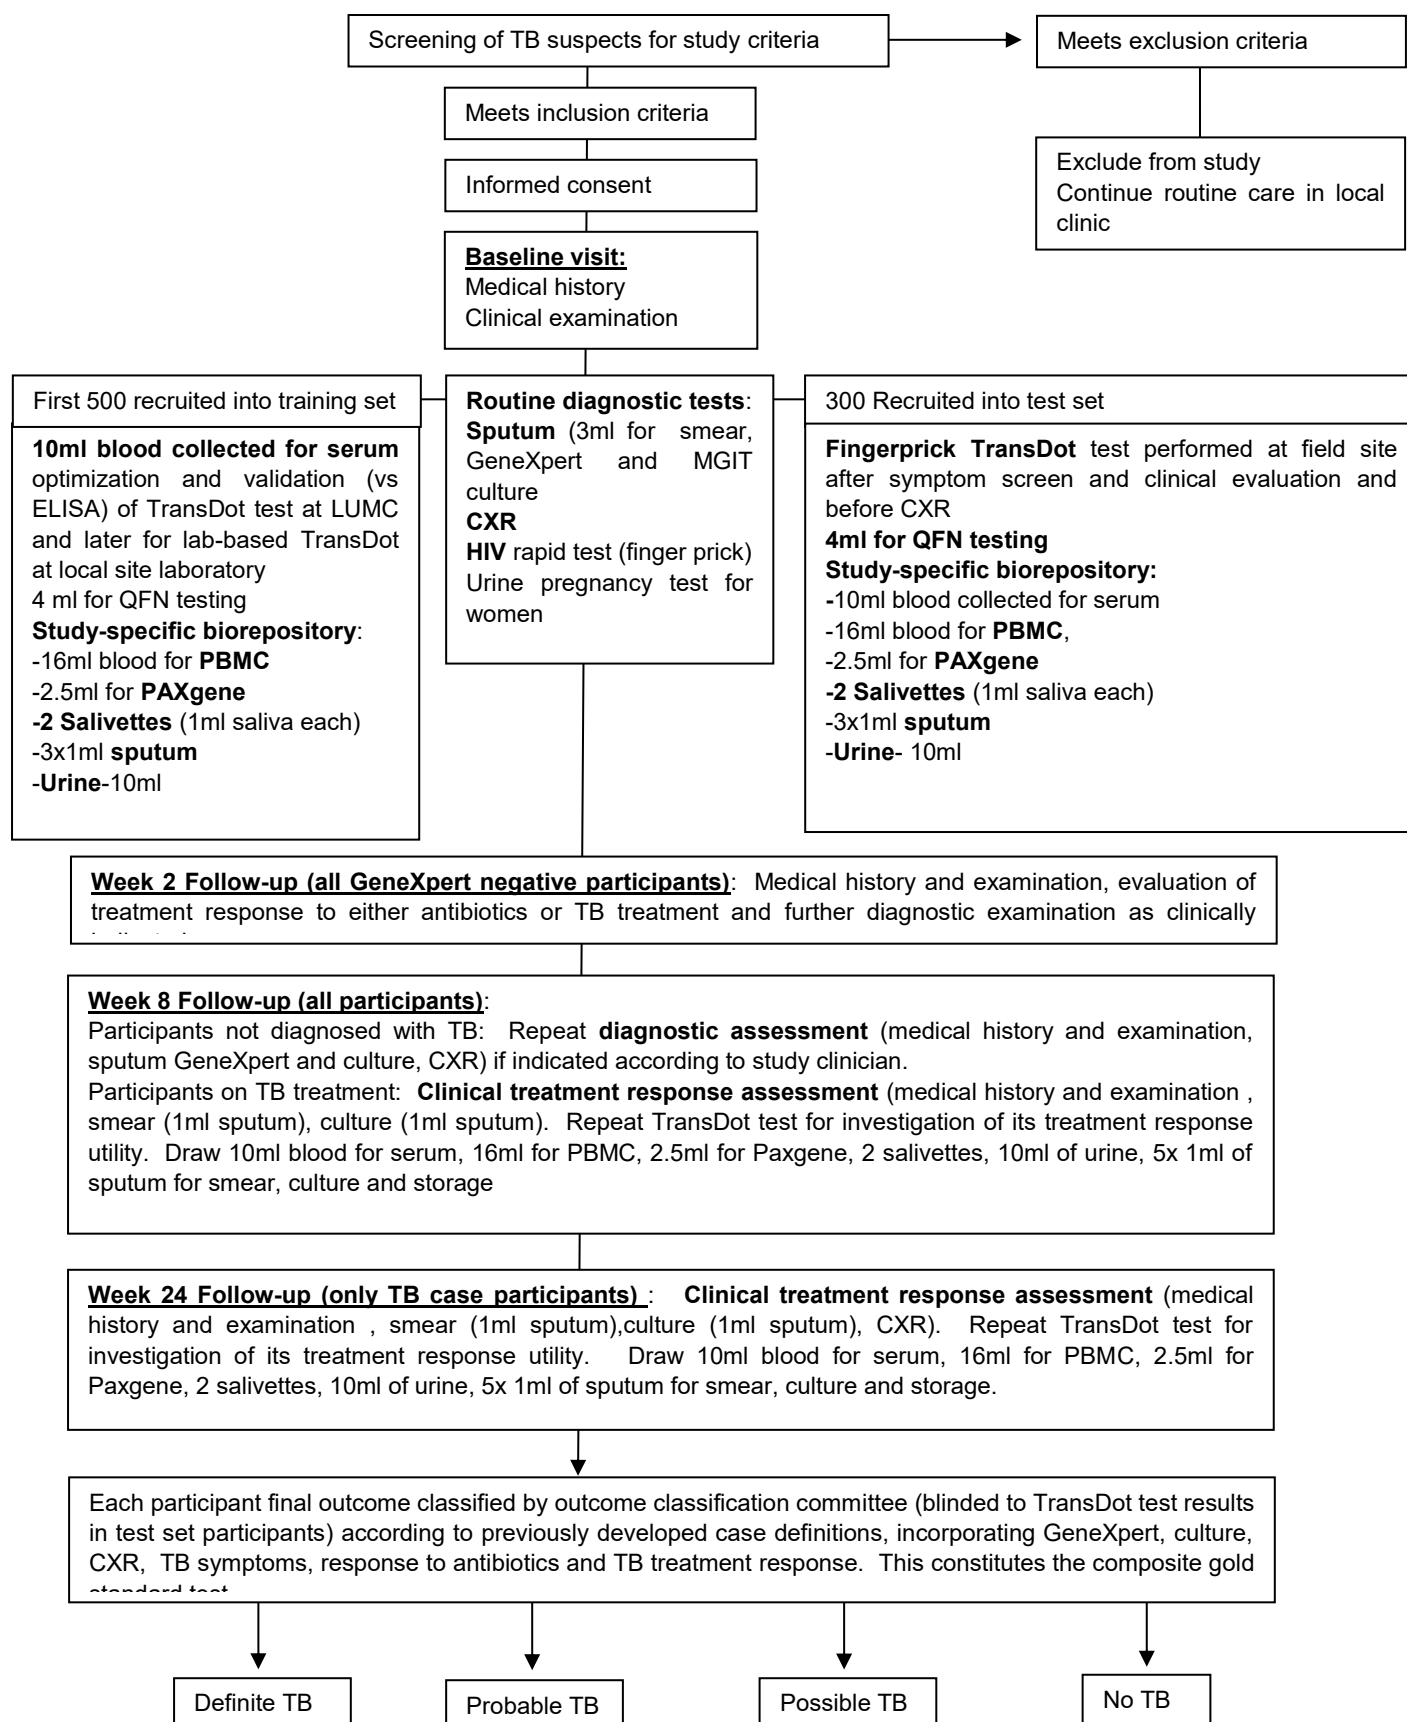 Screening of TB suspects for study criteria
Meets exclusion criteria
Meets inclusion criteria
Exclude from study
Continue routine care in local
clinic
Informed consent
Baseline visit:
Medical history
Clinical examination
First 500 recruited into training set
10ml blood collected for serum
optimization and validation (vs
ELISA) of TransDot test at LUMC
and later for lab-based TransDot
at local site laboratory
4 ml for QFN testing
Study-specific biorepository:
-16ml blood for PBMC
-2.5ml for PAXgene
-2 Salivettes (1ml saliva each)
-3x1ml sputum
-Urine-10ml
Routine diagnostic tests:
Sputum (3ml for smear,
GeneXpert and MGIT
culture
CXR
HIV rapid test (finger prick)
Urine pregnancy test for
women
300 Recruited into test set
Fingerprick TransDot test performed at field site
after symptom screen and clinical evaluation and
before CXR
4ml for QFN testing
Study-specific biorepository:
-10ml blood collected for serum
-16ml blood for PBMC,
-2.5ml for PAXgene
-2 Salivettes (1ml saliva each)
-3x1ml sputum
-Urine- 10ml
Week 2 Follow-up (all GeneXpert negative participants): Medical history and examination, evaluation of
treatment response to either antibiotics or TB treatment and further diagnostic examination as clinically
Week 8 Follow-up (all participants):
Participants not diagnosed with TB: Repeat diagnostic assessment (medical history and examination,
sputum GeneXpert and culture, CXR) if indicated according to study clinician.
Participants on TB treatment: Clinical treatment response assessment (medical history and examination ,
smear (1ml sputum), culture (1ml sputum). Repeat TransDot test for investigation of its treatment response
utility. Draw 10ml blood for serum, 16ml for PBMC, 2.5ml for Paxgene, 2 salivettes, 10ml of urine, 5x 1ml of
sputum for smear, culture and storage
Week 24 Follow-up (only TB case participants) : Clinical treatment response assessment (medical
history and examination , smear (1ml sputum),culture (1ml sputum), CXR). Repeat TransDot test for
investigation of its treatment response utility. Draw 10ml blood for serum, 16ml for PBMC, 2.5ml for
Paxgene, 2 salivettes, 10ml of urine, 5x 1ml of sputum for smear, culture and storage.
Each participant final outcome classified by outcome classification committee (blinded to TransDot test results
in test set participants) according to previously developed case definitions, incorporating GeneXpert, culture,
CXR, TB symptoms, response to antibiotics and TB treatment response. This constitutes the composite gold
Definite TB
Probable TB
Possible TB
No TB